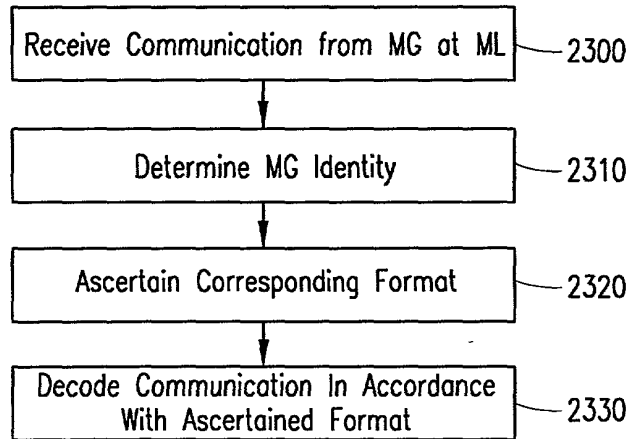 Receive Communication from MG at ML 2300
Determine MG Identity 2310
Ascertain Corresponding Format 2320
Decode Communication In Accordance
With Ascertained Format 2330